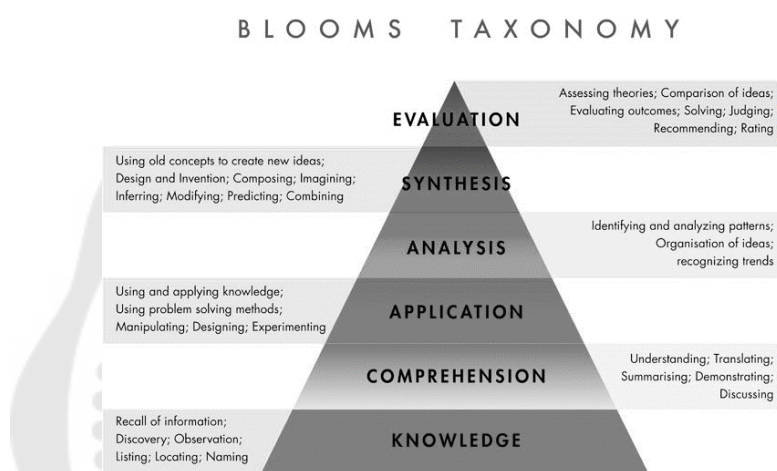 BLOOMS TAXONOMY
EVALUATION
Assessing theories; Comparison of ideas;
Evaluating outcomes; Solving; Judging;
Recommending; Rating
Using old concepts to create new ideas;
Design and Invention; Composing; Imagining;
Inferring; Modifying; Predicting; Combining
SYNTHESIS
ANALYSIS
Identifying and analyzing patterns;
Organisation of ideas;
recognizing trends
Using and applying knowledge;
Using problem solving methods;
Manipulating; Designing; Experimenting
APPLICATION
COMPREHENSION
Understanding; Translating;
Summarising; Demonstrating;
Discussing
Recall of information;
Discovery; Observation;
Listing; Locating; Naming
KNOWLEDGE